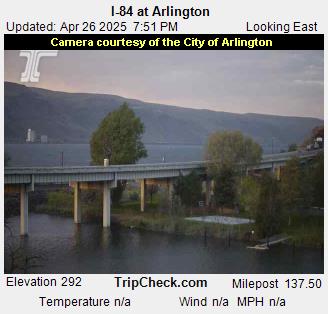 I-84 at Arlington
Updated: Apr 26 2025 7:51 PM Looking East
Camera courtesy of the City of Arlington
Elevation 292 TripCheck.com Milepost 137.50
Temperature n/a Wind n/a MPH n/a